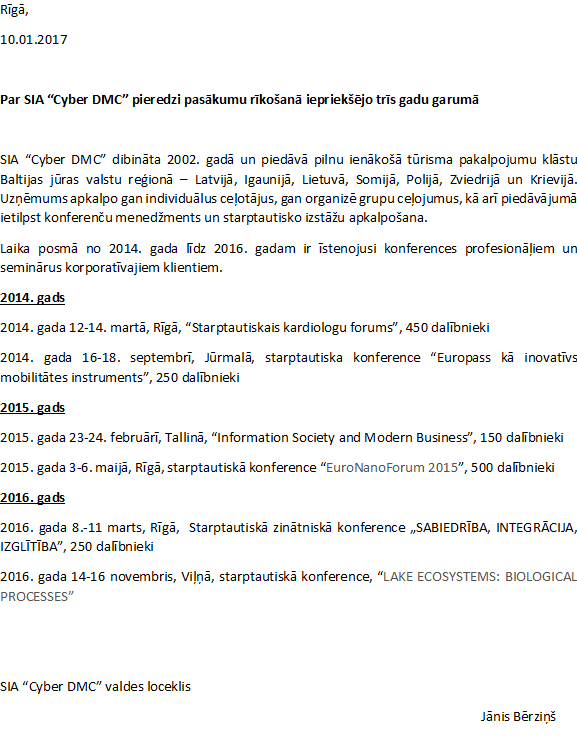 Rīgā,
10.01.2017
Par SIA “Cyber DMC” pieredzi pasākumu rīkošanā iepriekšējo trīs gadu garumā
SIA “Cyber DMC” dibināta 2002. gadā un piedāvā pilnu ienākošā tūrisma pakalpojumu klāstu
Baltijas jūras valstu reģionā – Latvijā, Igaunijā, Lietuvā, Somijā, Polijā, Zviedrijā un Krievijā.
Uzņēmums apkalpo gan individuālus ceļotājus, gan organizē grupu ceļojumus, kā arī piedāvājumā
ietilpst konferenču menedžments un starptautisko izstāžu apkalpošana.
Laika posmā no 2014. gada līdz 2016. gadam ir īstenojusi konferences profesionāļiem un
seminārus korporatīvajiem klientiem.
2014. gads
2014. gada 12-14. martā, Rīgā, “Starptautiskais kardiologu forums”, 450 dalībnieki
2014. gada 16-18. septembrī, Jūrmalā, starptautiska konference “Europass kā inovatīvs
mobilitātes instruments”, 250 dalībnieki
2015. gads
2015. gada 23-24. februārī, Tallinā, “Information Society and Modern Business”, 150 dalībnieki
2015. gada 3-6. maijā, Rīgā, starptautiskā konference “EuroNanoForum 2015”, 500 dalībnieki
2016. gads
2016. gada 8.-11 marts, Rīgā, Starptautiskā zinātniskā konference „SABIEDRĪBA, INTEGRĀCIJA,
IZGLĪTĪBA”, 250 dalībnieki
2016. gada 14-16 novembris, Viļņā, starptautiskā konference, “LAKE ECOSYSTEMS: BIOLOGICAL
PROCESSES”
SIA “Cyber DMC” valdes loceklis
Jānis Bērziņš